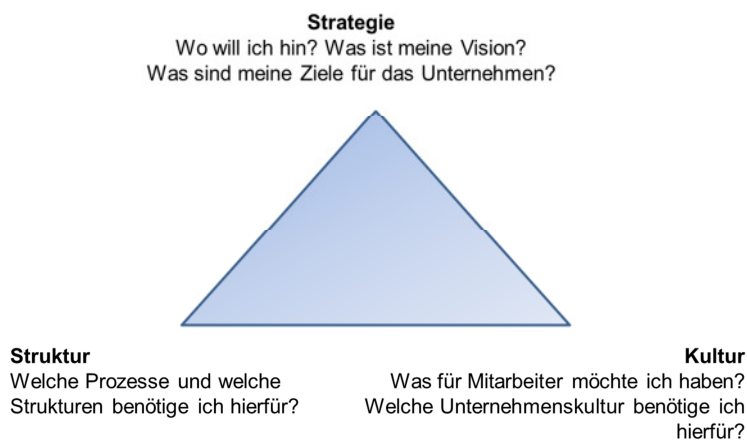 Strategie
Wo will ich hin? Was ist meine Vision?
Was sind meine Ziele für das Unternehmen?
Struktur
Welche Prozesse und welche
Strukturen benötige ich hierfür?
Kultur
Was für Mitarbeiter möchte ich haben?
Welche Unternehmenskultur benötige ich
hierfür?